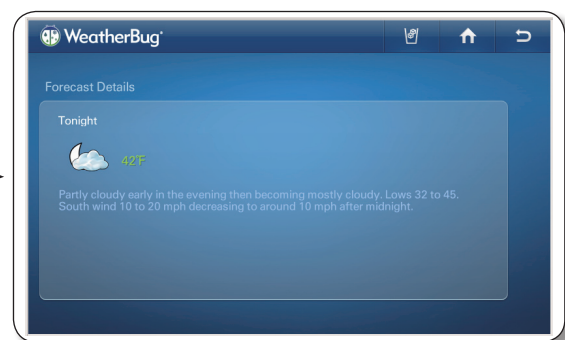 WeatherBug®
Forecast Details
Tonight
42°F
Partly cloudy early in the evening then becoming mostly cloudy. Lows 32 to 45.
South wind 10 to 20 mph decreasing to around 10 mph after midnight.